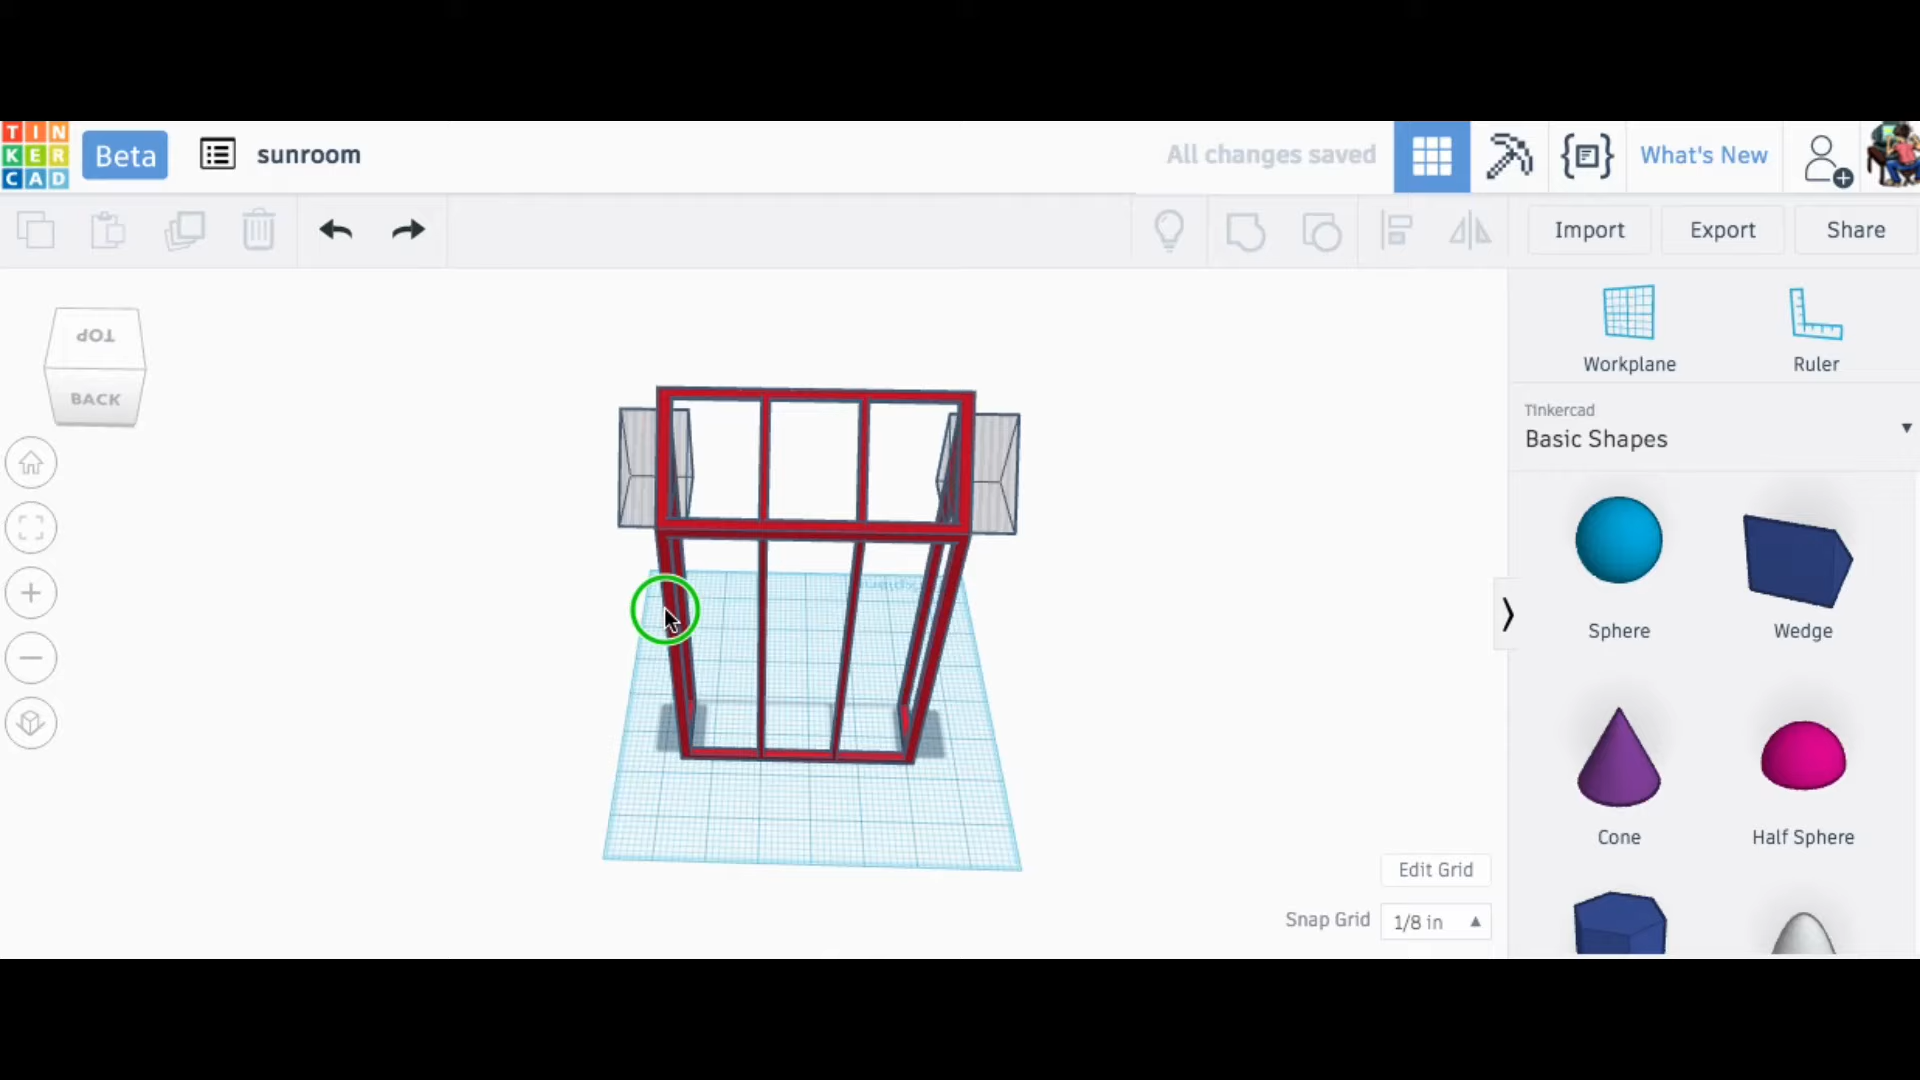 TIN
KER
CAD
Beta
sunroom
All changes saved
What's New
Import
Export
Share
TOP
BACK
Workplane
Ruler
Tinkercad
Basic Shapes
Sphere
Wedge
Cone
Half Sphere
Edit Grid
Snap Grid
1/8 in